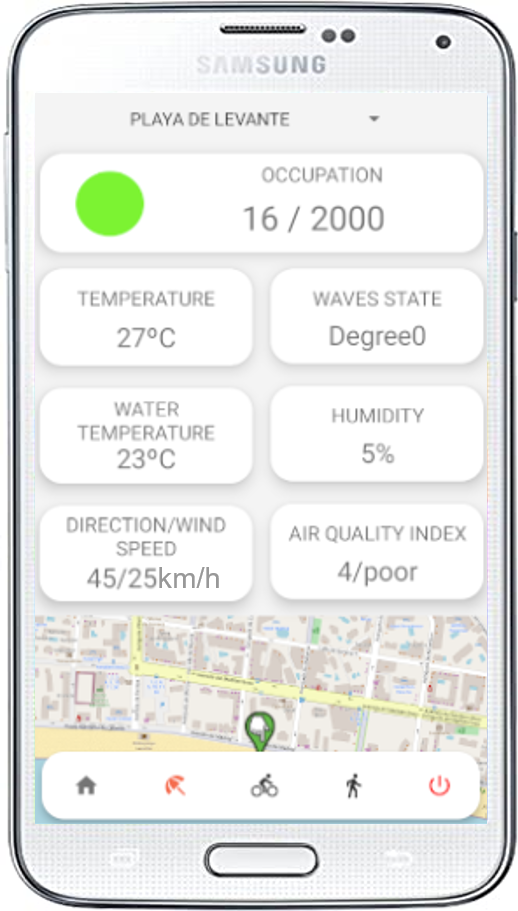 SAMSUNG
PLAYA DE LEVANTE
OCCUPATION
16 / 2000
TEMPERATURE
27ºC
WAVES STATE
Degree0
WATER
TEMPERATURE
23ºC
HUMIDITY
5%
DIRECTION/WIND
SPEED
45/25km/h
AIR QUALITY INDEX
4/poor